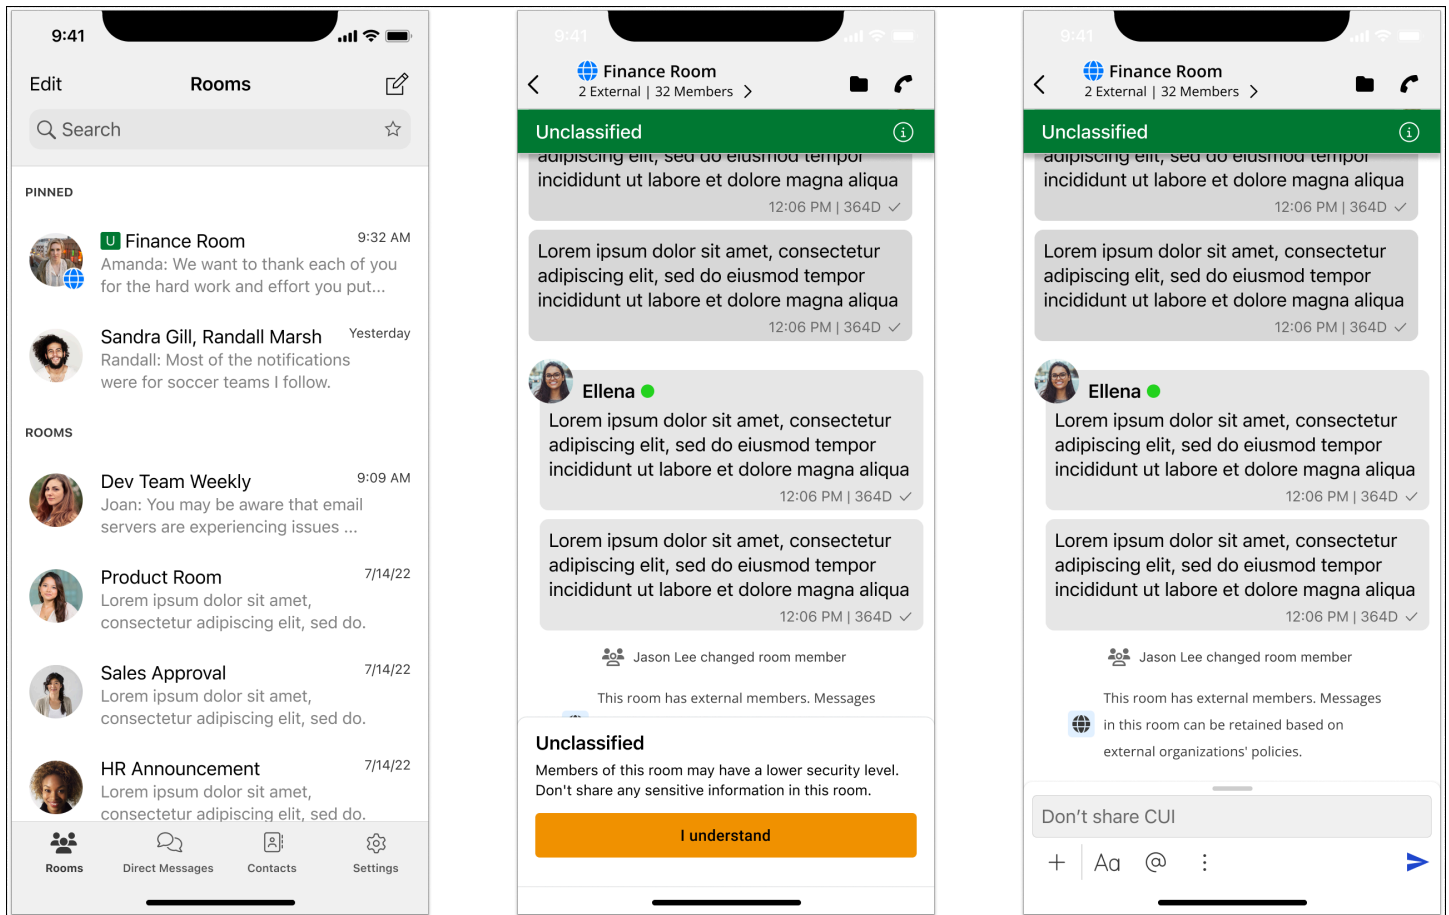 9:41
Edit
Rooms
Search
PINNED
U Finance Room 9:32 AM
Amanda: We want to thank each of you
for the hard work and effort you put...
Sandra Gill, Randall Marsh Yesterday
Randall: Most of the notifications
were for soccer teams I follow.
ROOMS
Dev Team Weekly 9:09 AM
Joan: You may be aware that email
servers are experiencing issues ...
Product Room 7/14/22
Lorem ipsum dolor sit amet,
consectetur adipiscing elit, sed do.
Sales Approval 7/14/22
Lorem ipsum dolor sit amet,
consectetur adipiscing elit, sed do.
HR Announcement 7/14/22
Lorem ipsum dolor sit amet,
consectetur adipiscing elit, sed do.
Rooms
Direct Messages
Contacts
Settings
9:41
Finance Room
2 External | 32 Members
Unclassified
adipiscing elit, sed do eiusmod tempor
incididunt ut labore et dolore magna aliqua
12:06 PM | 364D
Lorem ipsum dolor sit amet, consectetur
adipiscing elit, sed do eiusmod tempor
incididunt ut labore et dolore magna aliqua
12:06 PM | 364D
Ellena
Lorem ipsum dolor sit amet, consectetur
adipiscing elit, sed do eiusmod tempor
incididunt ut labore et dolore magna aliqua
12:06 PM | 364D
Lorem ipsum dolor sit amet, consectetur
adipiscing elit, sed do eiusmod tempor
incididunt ut labore et dolore magna aliqua
12:06 PM | 364D
Jason Lee changed room member
This room has external members. Messages
Unclassified
Members of this room may have a lower security level.
Don't share any sensitive information in this room.
I understand
9:41
Finance Room
2 External | 32 Members
Unclassified
adipiscing elit, sed do eiusmod tempor
incididunt ut labore et dolore magna aliqua
12:06 PM | 364D
Lorem ipsum dolor sit amet, consectetur
adipiscing elit, sed do eiusmod tempor
incididunt ut labore et dolore magna aliqua
12:06 PM | 364D
Ellena
Lorem ipsum dolor sit amet, consectetur
adipiscing elit, sed do eiusmod tempor
incididunt ut labore et dolore magna aliqua
12:06 PM | 364D
Lorem ipsum dolor sit amet, consectetur
adipiscing elit, sed do eiusmod tempor
incididunt ut labore et dolore magna aliqua
12:06 PM | 364D
Jason Lee changed room member
This room has external members. Messages
in this room can be retained based on
external organizations' policies.
Don’t share CUI
Aa @